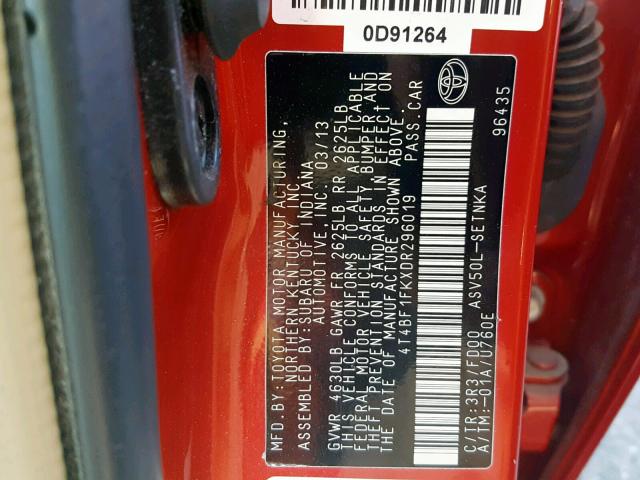 0D91264
MFD.BY:TOYOTA MOTOR MANUFACTURING,
NORTHERN KENTUCKY, INC.
ASSEMBLED BY:SUBARU OF INDIANA
AUTOMOTIVE,INC. 03/13
GVWR 4630LB GAWR FR 2625LB RR 2625LB
THIS VEHICLE CONFORMS TO ALL APPLICABLE
FEDERAL MOTOR VEHICLE SAFETY, BUMPER,AND
THEFT PREVENTION STANDARDS IN EFFECT ON
THE DATE OF MANUFACTURE SHOWN ABOVE.
4T4BF1FKXDR296019 PASS.CAR
C/TR:3R3/FD00 ASV50L-SETNKA
A/TM:-01A/U760E 96435